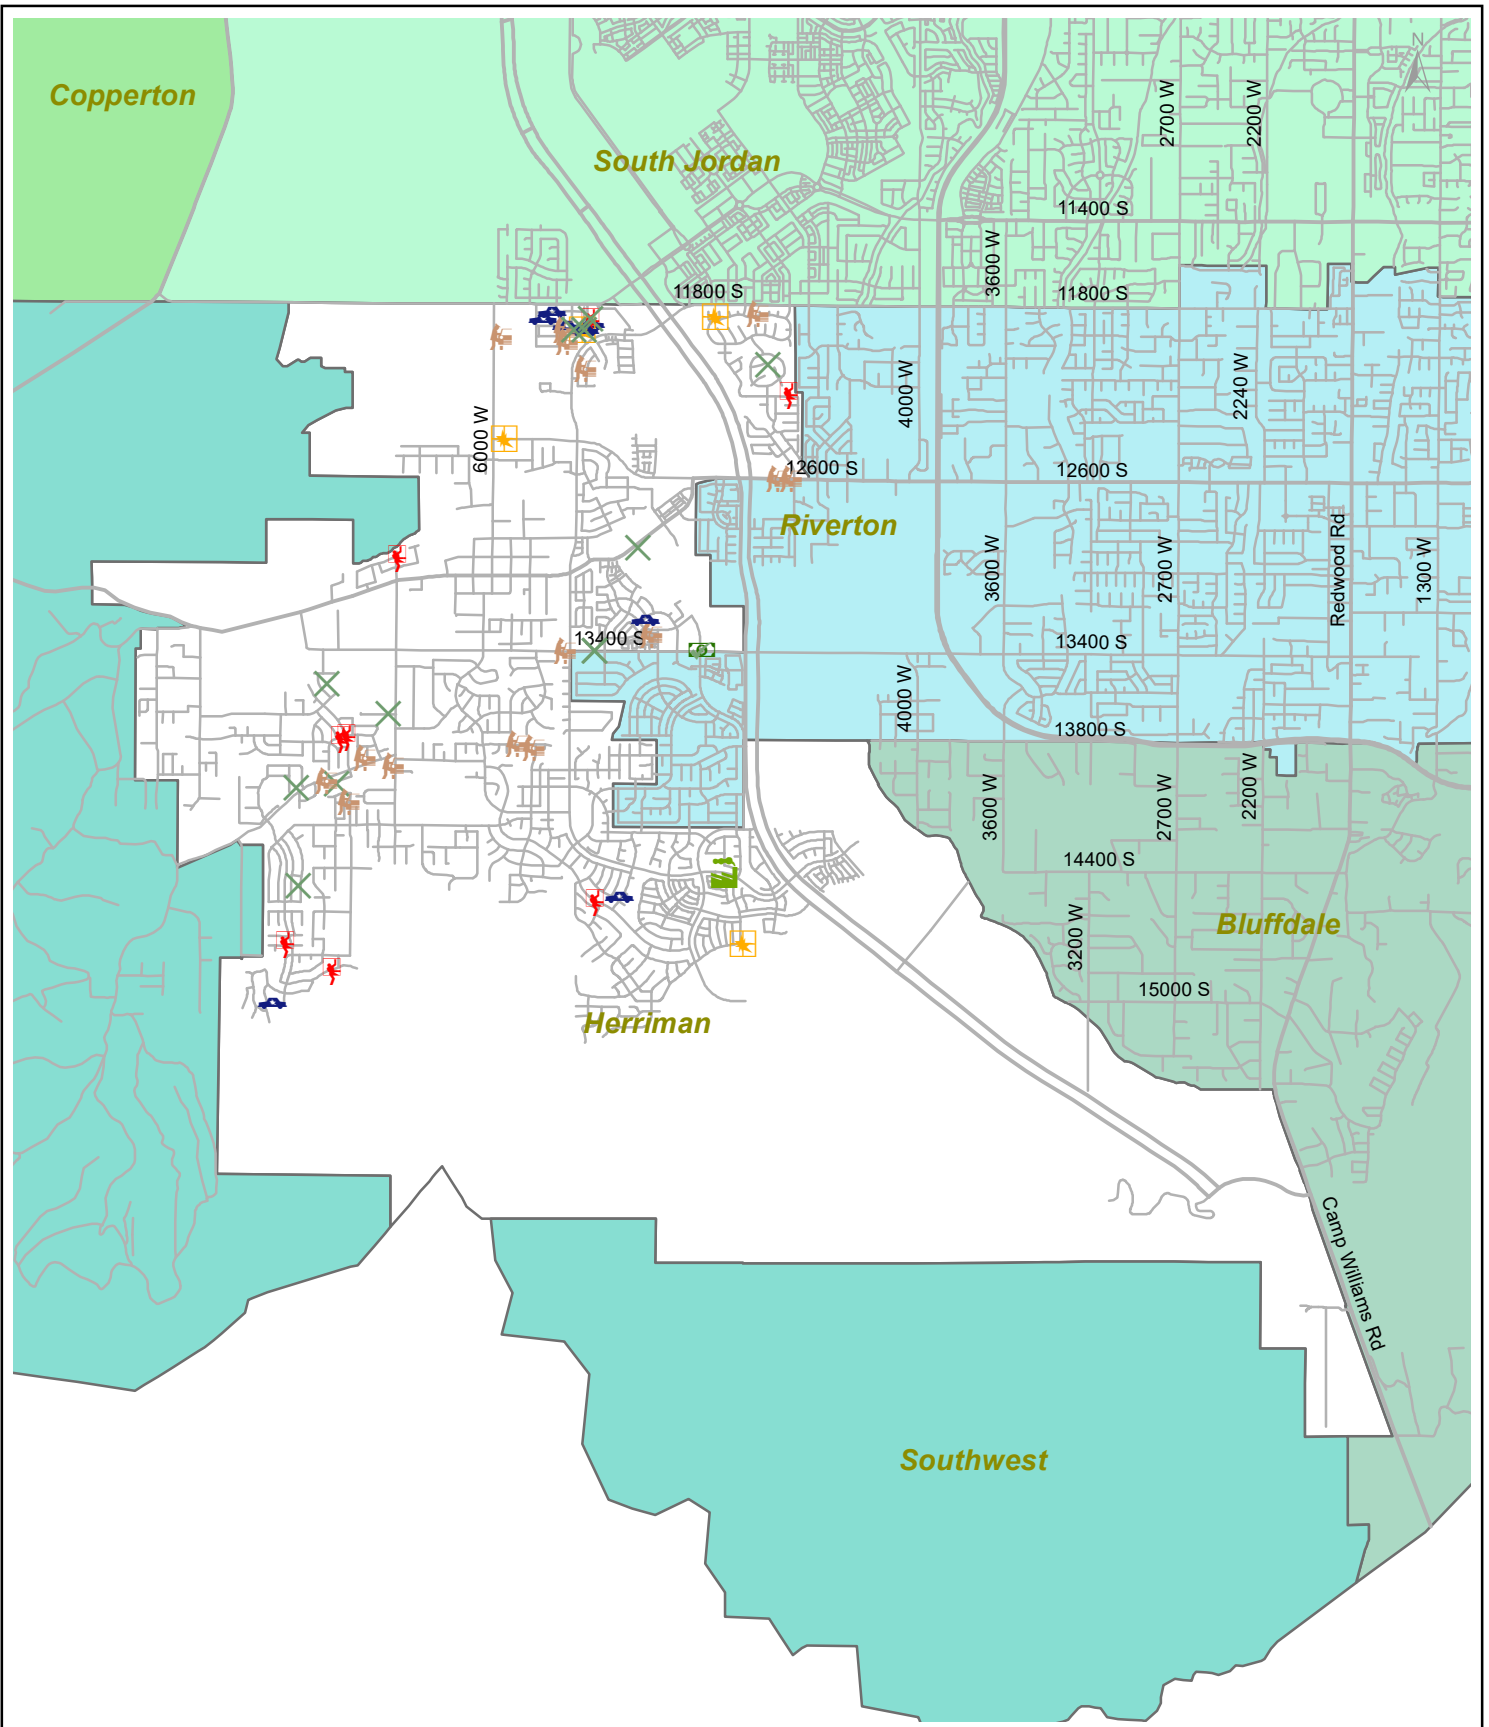 N
Copperton
2700 W
2200 W
South Jordan
11400 S
3600 W
11800 S
11800 S
4000 W
2240 W
6000 W
12600 S
12600 S
Riverton
Redwood Rd
3600 W
2700 W
1300 W
13400 S
13400 S
4000 W
13800 S
3600 W
2700 W
2200 W
14400 S
3200 W
Bluffdale
15000 S
Herriman
Camp Williams Rd
Southwest